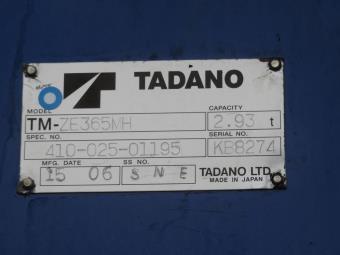 TADANO
MODEL CAPACITY
TM-ZE365MH 2.93 t
SPEC. NO. SERIAL NO.
410-025-01195 KB8274
MFG. DATE SS NO.
15 06 SNE TADANO LTD.
MADE IN JAPAN